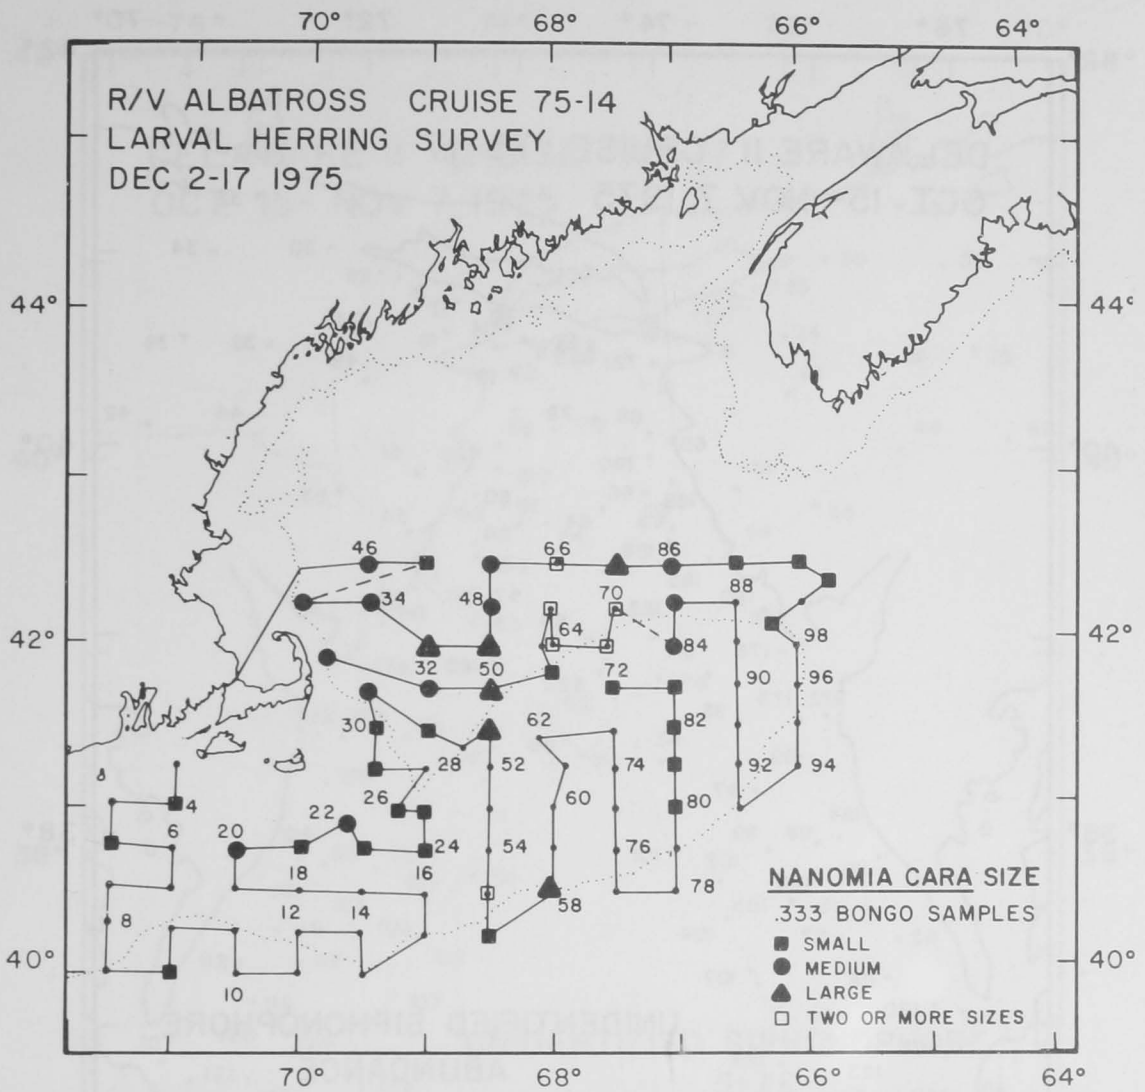 70° 68° 66° 64°
R/V ALBATROSS CRUISE 75-14
LARVAL HERRING SURVEY
DEC 2-17 1975
44° 44°
46 66 86
34 48 70 88
64 84 98
42° 42°
32 50 72 90 96
30 62 82
28 52 74 92 94
26 60 80
4 22
6 20 24 54 76
18 16 78
8 12 14 58
NANOMIA CARA SIZE
.333 BONGO SAMPLES
SMALL
40° 40°
MEDIUM
10 LARGE
TWO OR MORE SIZES
70° 68° 66° 64°